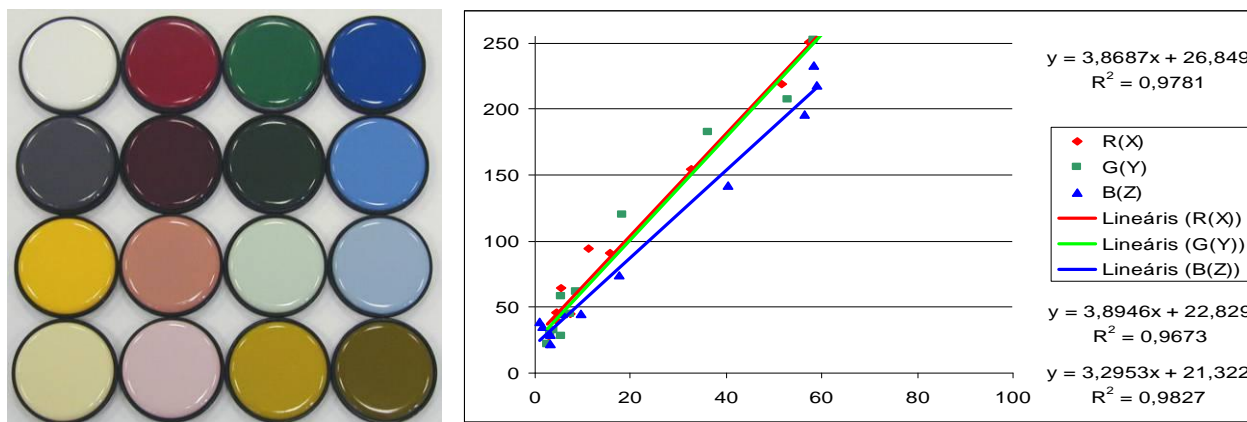 250
200
150
100
50
0
0 20 40 60 80 100
y = 3,8687x + 26,849
R² = 0,9781
R(X)
G(Y)
B(Z)
Lineáris (R(X))
Lineáris (G(Y))
Lineáris (B(Z))
y = 3,8946x + 22,829
R² = 0,9673
y = 3,2953x + 21,322
R² = 0,9827